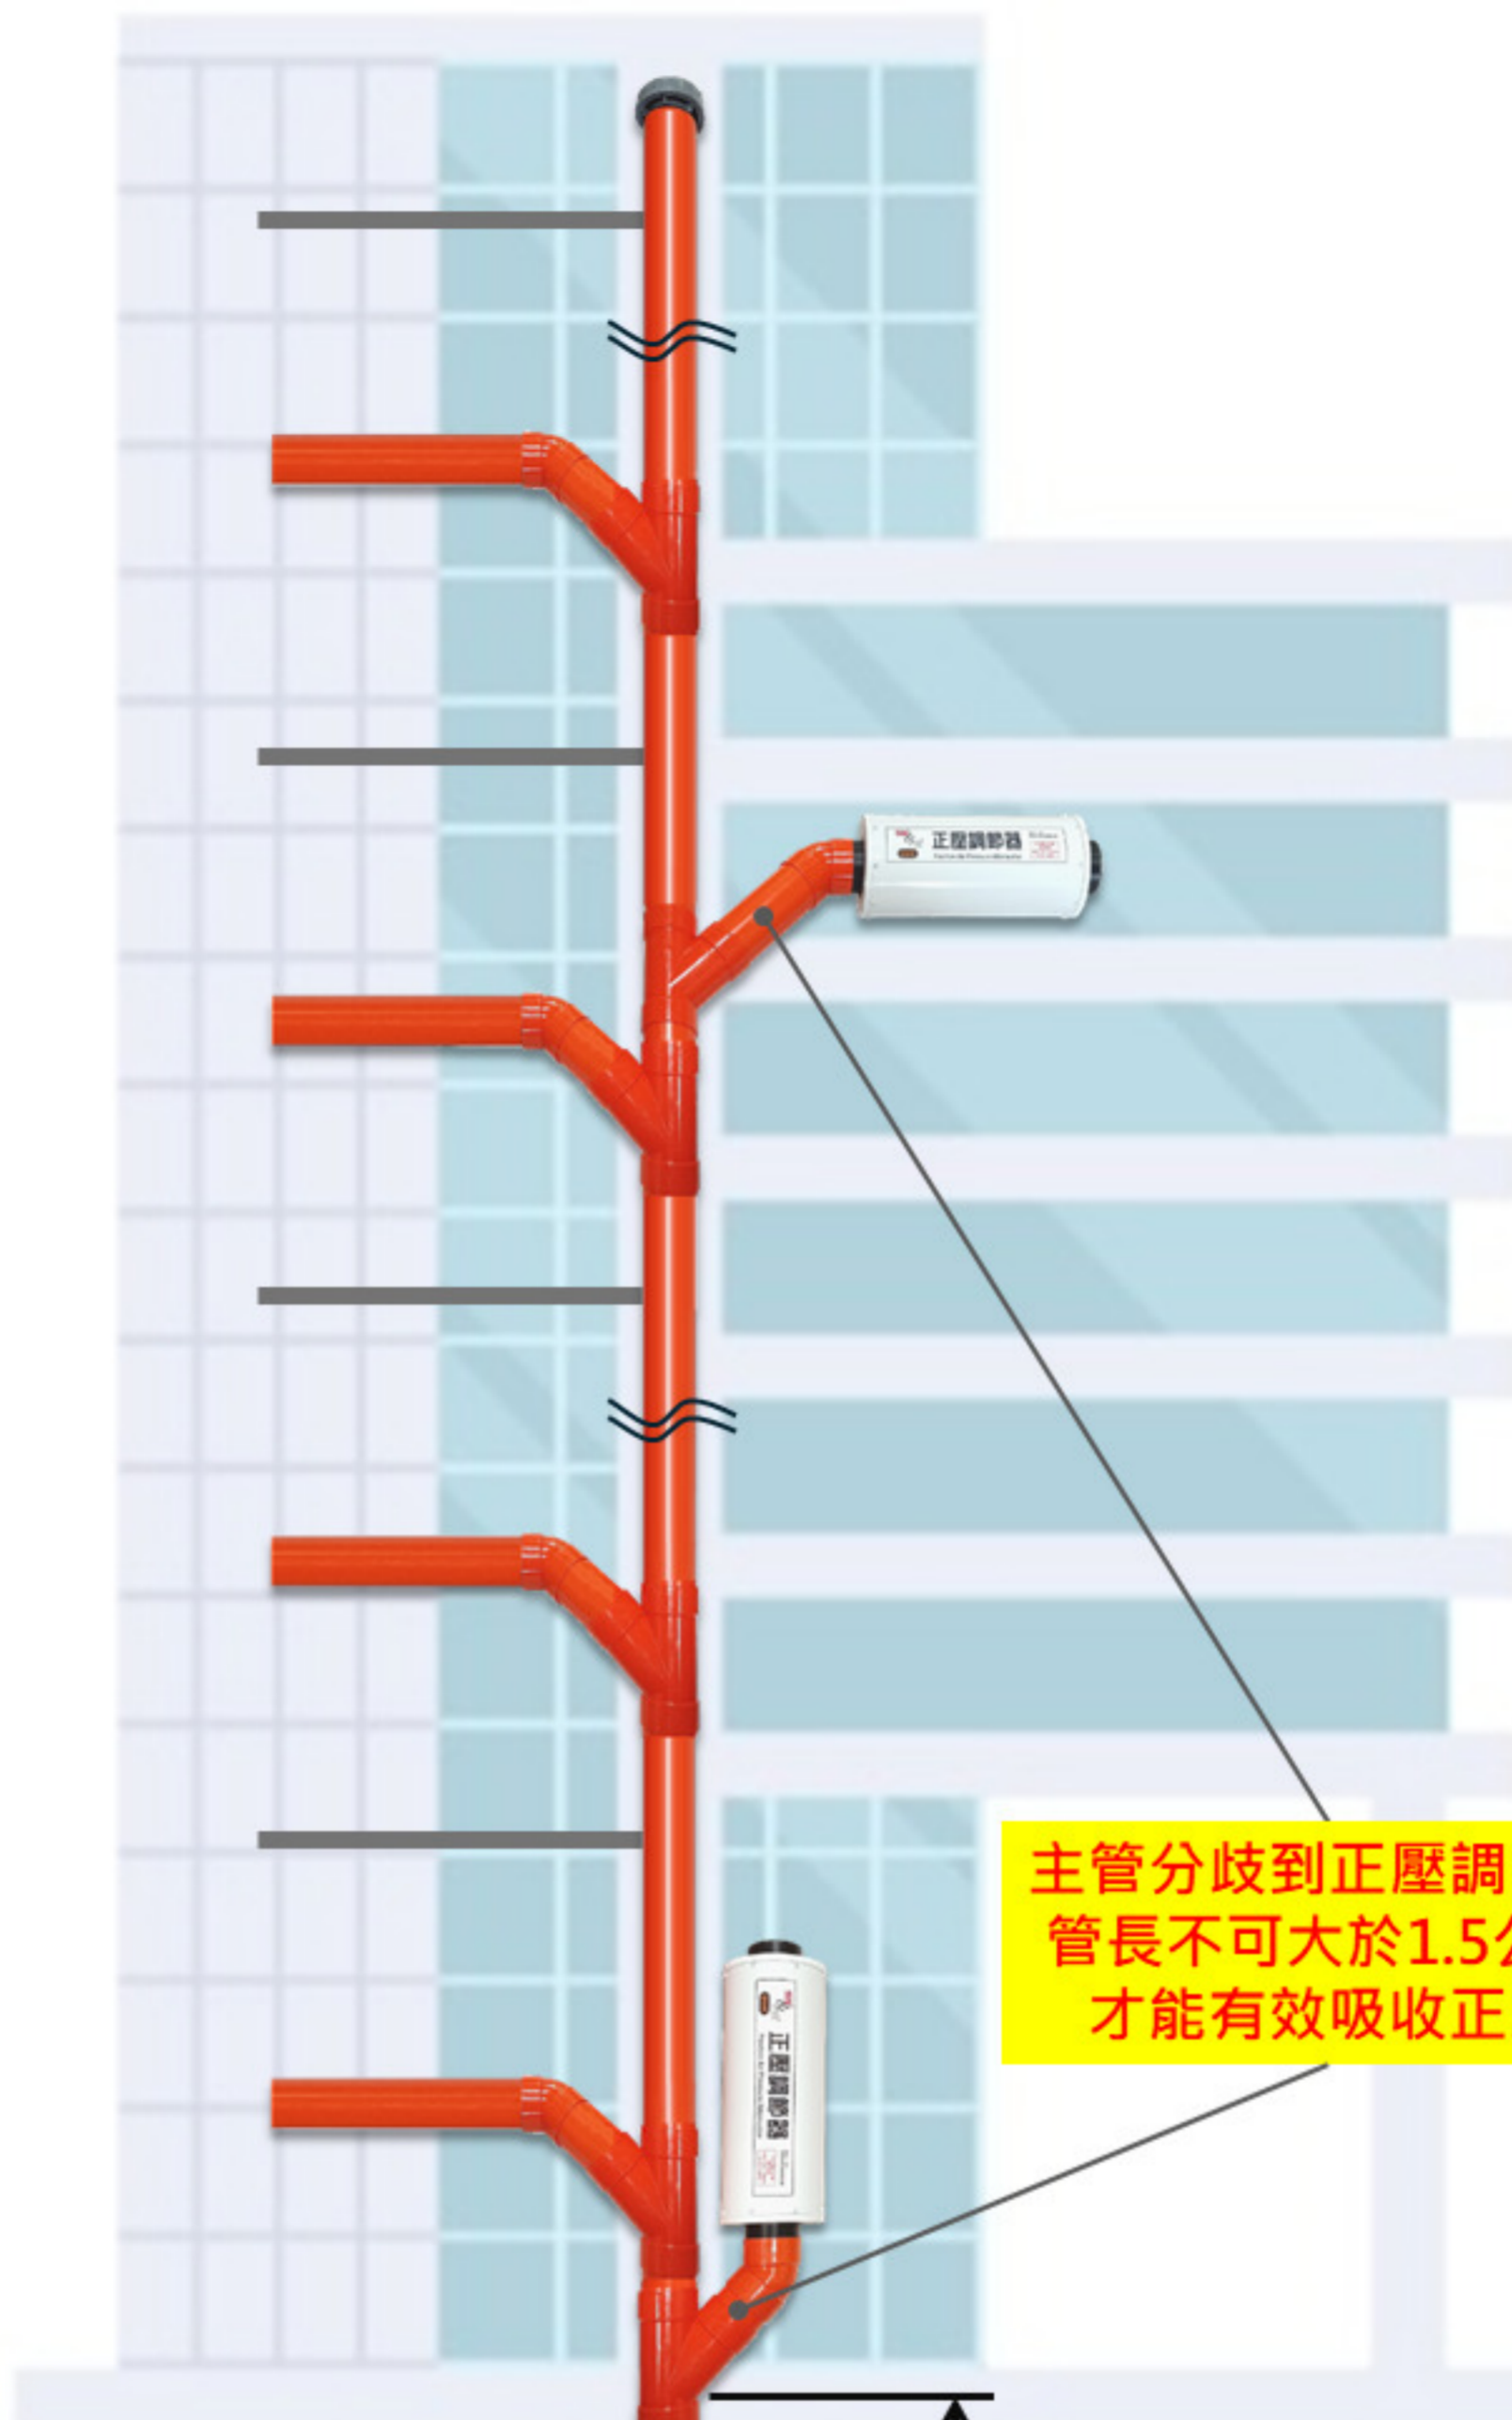 正壓調節器
主管分歧到正壓調
管長不可大於1.5公
才能有效吸收正
正壓調節器